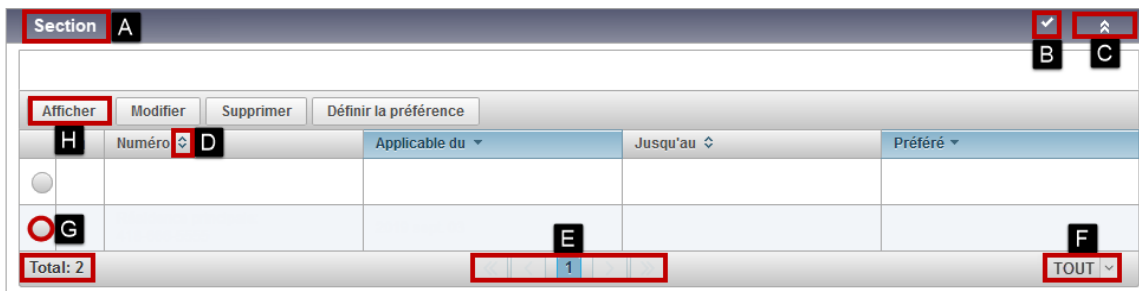 Section A
B C
Afficher Modifier Supprimer Définir la préférence
H Numéro D Applicable du Jusqu'au Préféré
G
E F
Total: 2 1 TOUT